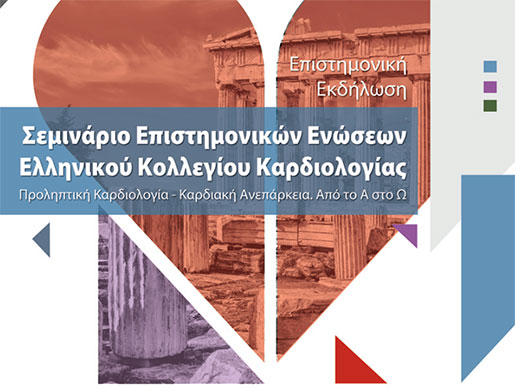 Επιστημονική
Εκδήλωση
Σεμινάριο Επιστημονικών Ενώσεων
Ελληνικού Κολλεγίου Καρδιολογίας
Προληπτική Καρδιολογία - Καρδιακή Ανεπάρκεια. Από το Α στο Ω